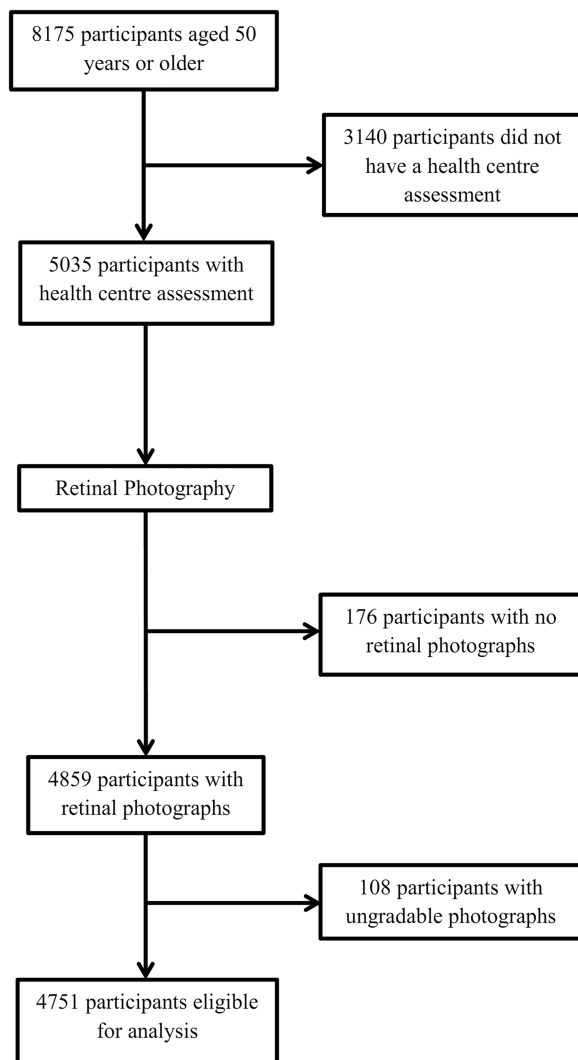 8175 participants aged 50
years or older
3140 participants did not
have a health centre
assessment
5035 participants with
health centre assessment
Retinal Photography
176 participants with no
retinal photographs
4859 participants with
retinal photographs
108 participants with
ungradable photographs
4751 participants eligible
for analysis